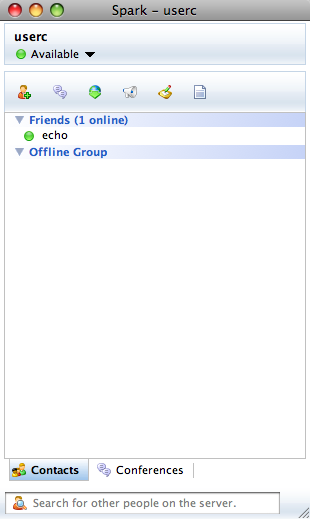 Spark – userc
userc
Available
Friends (1 online)
echo
Offline Group
Contacts
Conferences
Search for other people on the server.